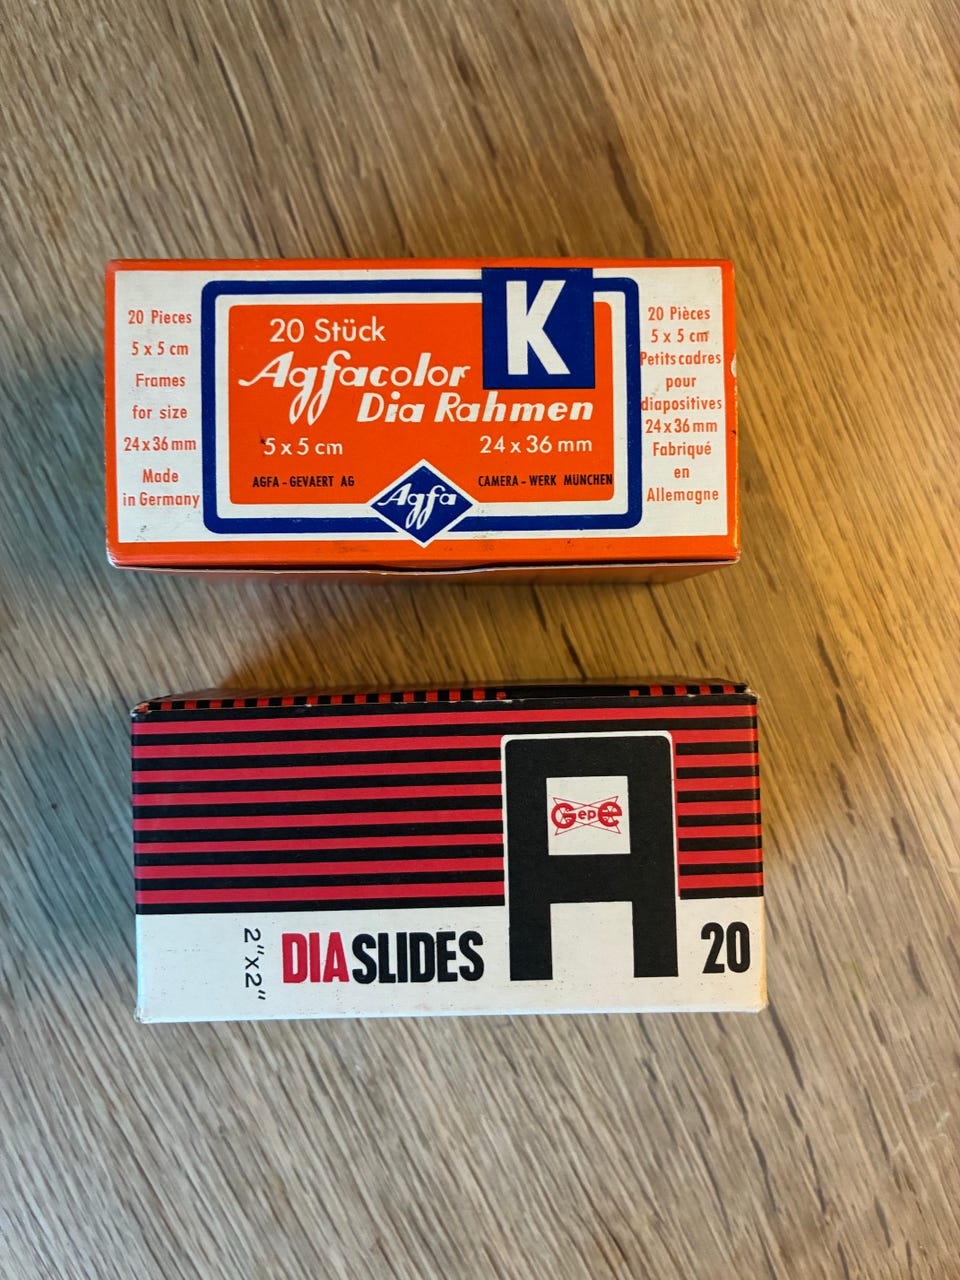 20 Pieces
5 x 5 cm
Frames
for size
24 x 36 mm
Made
in Germany
K
20 Stück
Agfacolor
Dia Rahmen
5 x 5 cm 24 x 36 mm
AGFA - GEVAERT AG CAMERA - WERK MÜNCHEN
Agfa
20 Pièces
5 x 5 cm
Petits cadres
pour
diapositives
24 x 36 mm
Fabriqué
en
Allemagne
A
Gepe
2"x2" DIASLIDES 20